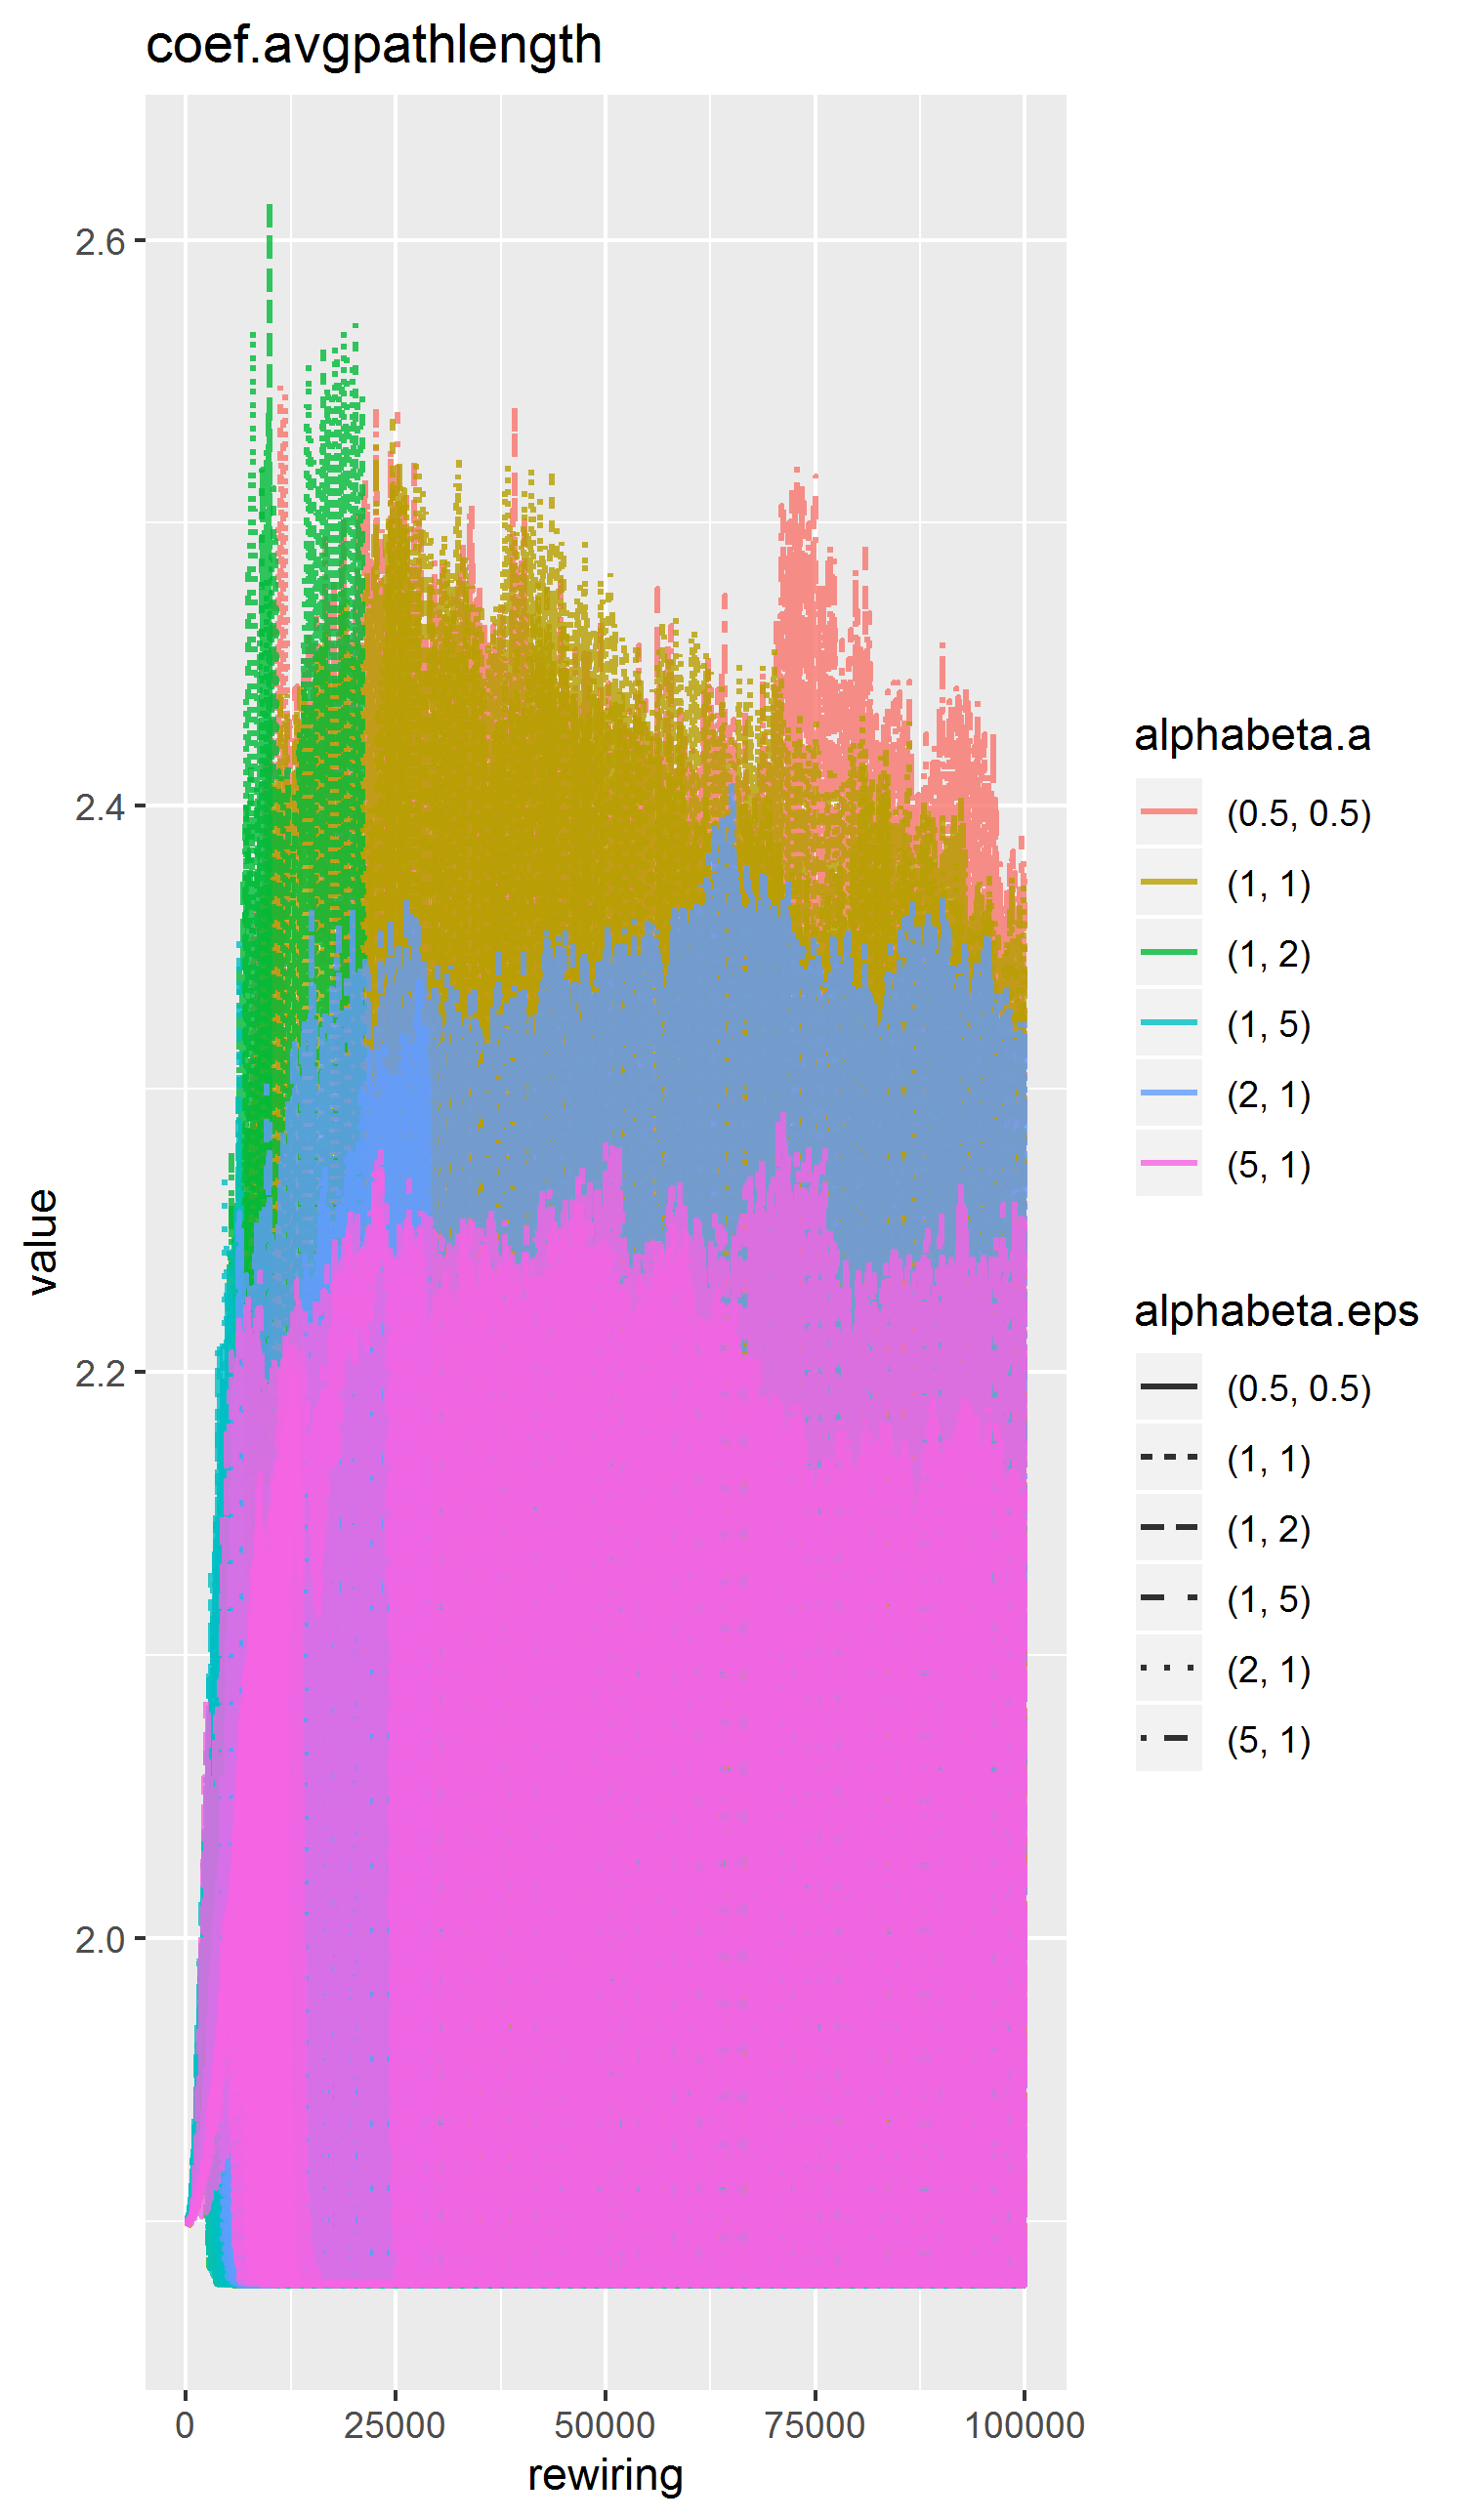 coef.avgpathlength
2.6
2.4
2.2
2.0
value
0 25000 50000 75000 100000
rewiring
alphabeta.a
(0.5, 0.5)
(1, 1)
(1, 2)
(1, 5)
(2, 1)
(5, 1)
alphabeta.eps
(0.5, 0.5)
(1, 1)
(1, 2)
(1, 5)
(2, 1)
(5, 1)